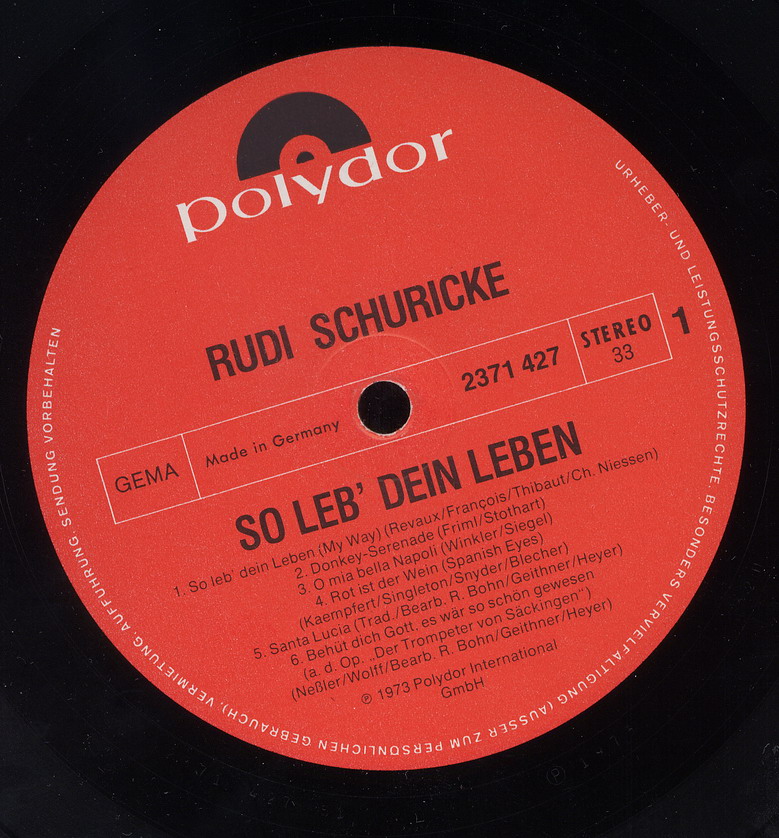 polydor
RUDI SCHURICKE
GEMA
Made in Germany
2371 427
STEREO
33
1
SO LEB' DEIN LEBEN
1. So leb' dein Leben (My Way) (Revaux/François/Thibaut/Ch. Niessen)
2. Donkey-Serenade (Friml/Stothart)
3. O mia bella Napoli (Winkler/Siegel)
4. Rot ist der Wein (Spanish Eyes)
(Kaempfert/Singleton/Snyder/Blecher)
5. Santa Lucia (Trad./Bearb. R. Bohn/Geithner/Heyer)
6. Behüt dich Gott, es wär so schön gewesen
(a. d. Op. „Der Trompeter von Säckingen”)
(Neßler/Wolff/Bearb. R. Bohn/Geithner/Heyer)
℗ 1973 Polydor International
GmbH
URHEBER- UND LEISTUNGSSCHUTZRECHTE, BESONDERS VERVIELFÄLTIGUNG (AUSSER ZUM PERSÖNLICHEN GEBRAUCH), VERMIETUNG, AUFFÜHRUNG, SENDUNG VORBEHALTEN